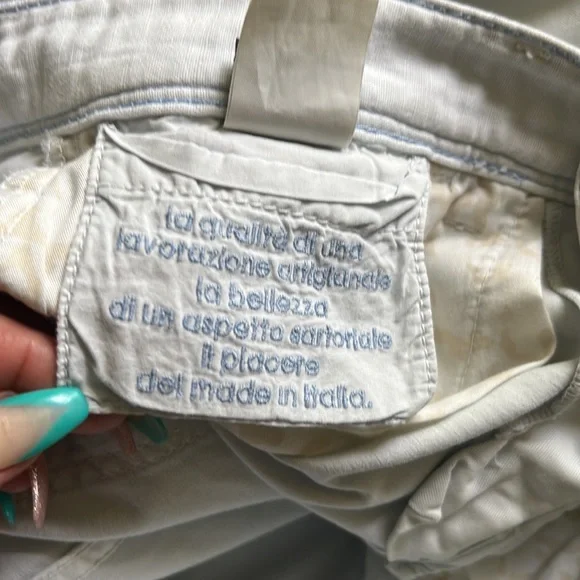 la qualità di una
lavorazione artigianale
la bellezza
di un aspetto sartoriale
il piacere
del made in italia.